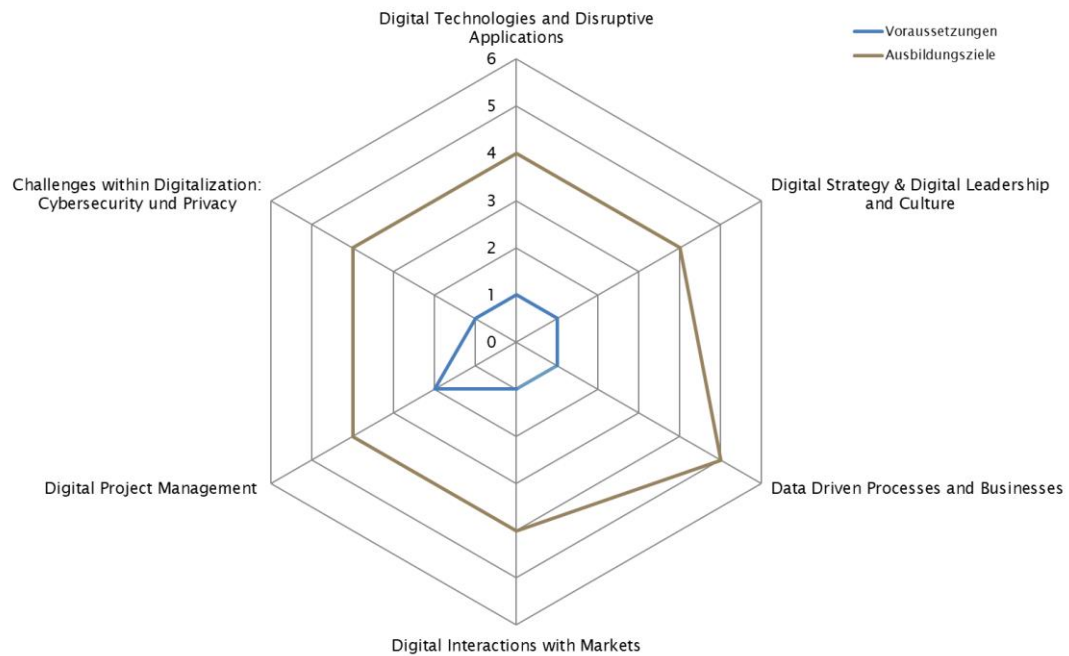 Digital Technologies and Disruptive
Applications
Voraussetzungen
Ausbildungsziele
6
5
4
3
2
1
0
Challenges within Digitalization:
Cybersecurity und Privacy
Digital Strategy & Digital Leadership
and Culture
Digital Project Management
Data Driven Processes and Businesses
Digital Interactions with Markets